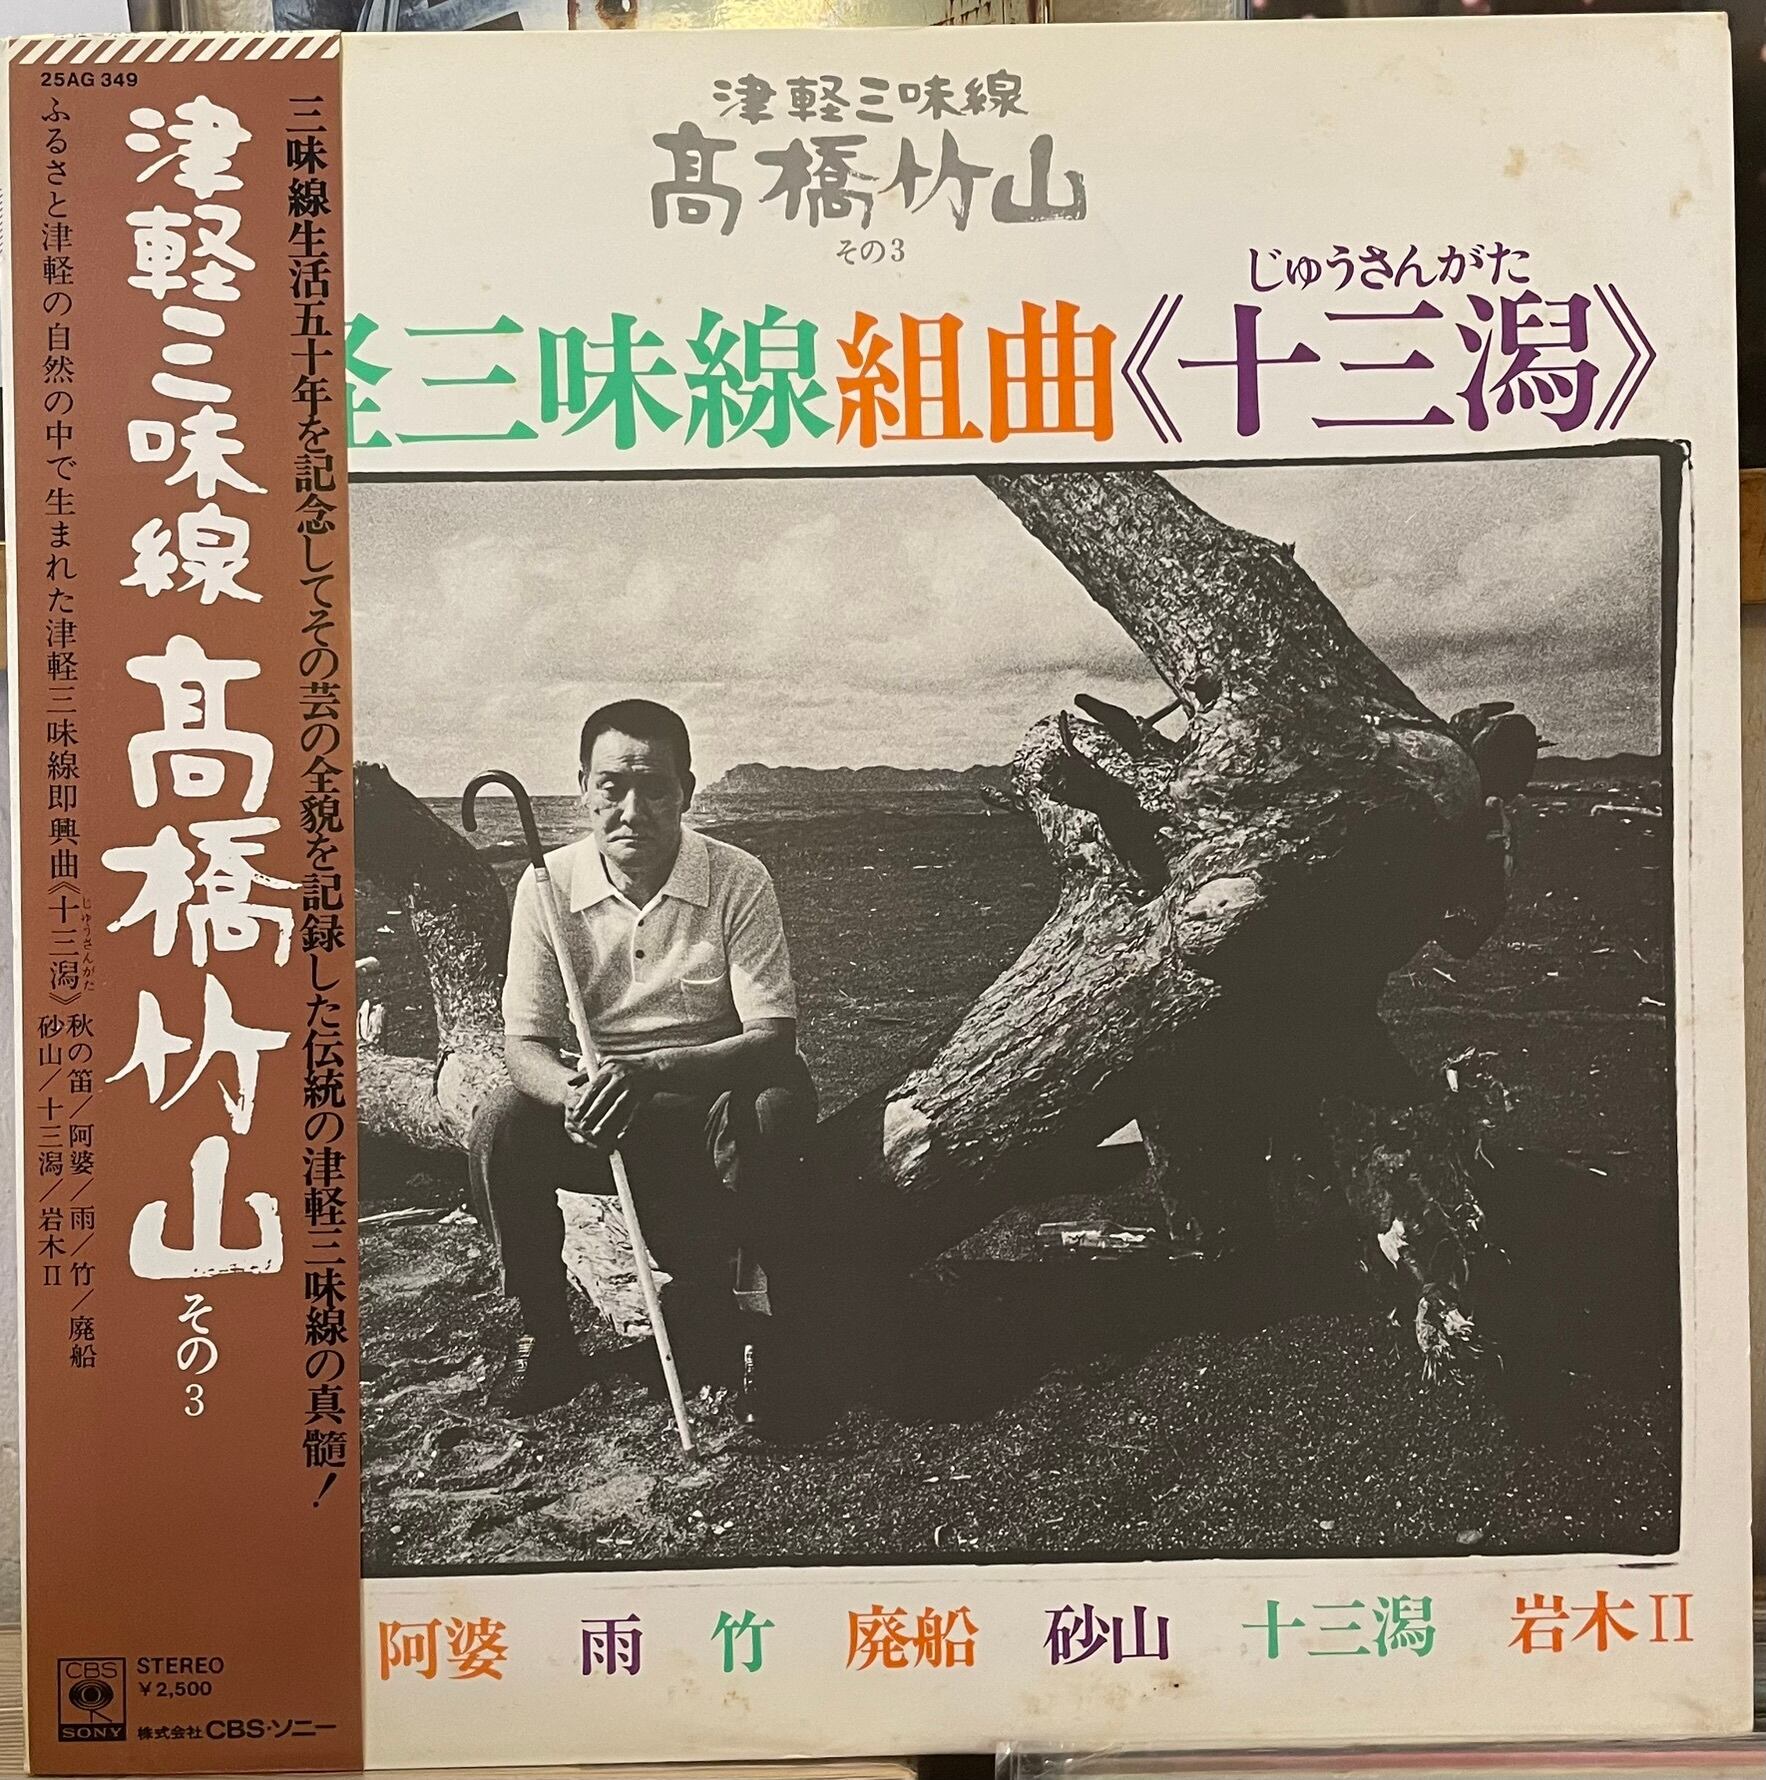 25AG 349
三味線生活五十年を記念してその芸の全貌を記録した伝統の津軽三味線の真髄!
津軽三味線 髙橋竹山 その3
ふるさと津軽の自然の中で生まれた津軽三味線即興曲《十三潟》
じゅうさんがた
秋の笛/阿婆/雨/竹/廃船
砂山/十三潟/岩木II
CBS
SONY
STEREO
¥2,500
株式会社CBS・ソニー
津軽三味線
髙橋竹山
その3
じゅうさんがた
軽三味線組曲《十三潟》
阿婆 雨 竹 廃船 砂山 十三潟 岩木II